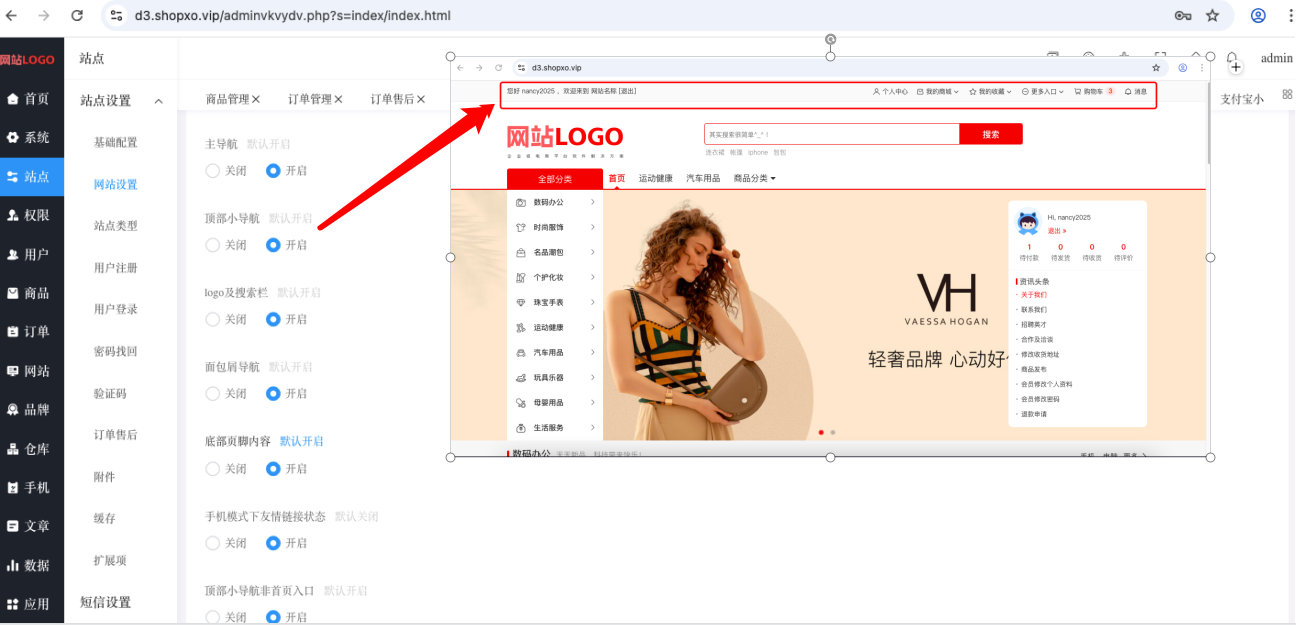 d3.shopxo.vip/adminvkvydv.php?s=index/index.html
网站LOGO
首页
系统
站点
权限
用户
商品
订单
网站
品牌
仓库
手机
文章
数据
应用
站点
站点设置
基础配置
网站设置
站点类型
用户注册
用户登录
密码找回
验证码
订单售后
附件
缓存
扩展项
短信设置
admin
商品管理
订单管理
订单售后
支付宝小
主导航 默认开启
关闭 开启
顶部小导航 默认开启
关闭 开启
logo及搜索栏 默认开启
关闭 开启
面包屑导航 默认开启
关闭 开启
底部页脚内容 默认开启
关闭 开启
手机模式下友情链接状态 默认关闭
关闭 开启
顶部小导航非首页入口 默认开启
关闭 开启
d3.shopxo.vip
您好 nancy2025 , 欢迎来到 网站名称 [退出]
个人中心 我的商城 我的收藏 更多入口 购物车 3 消息
网站LOGO
企业级电商平台软件解决方案
其实搜索很简单^_^ !
搜索
连衣裙 帐篷 iphone 包包
全部分类 首页 运动健康 汽车用品 商品分类
数码办公
时尚服饰
名品潮包
个护化妆
珠宝手表
运动健康
汽车用品
玩具乐器
母婴用品
生活服务
VH
VAESSA HOGAN
轻奢品牌 心动好
Hi, nancy2025
退出 »
1 0 0 0
待付款 待发货 待收货 待评价
资讯头条
· 关于我们
· 联系我们
· 招聘英才
· 合作及洽谈
· 修改收货地址
· 商品发布
· 会员修改个人资料
· 会员修改密码
· 退款申请
数码办公
手机 电脑 更多